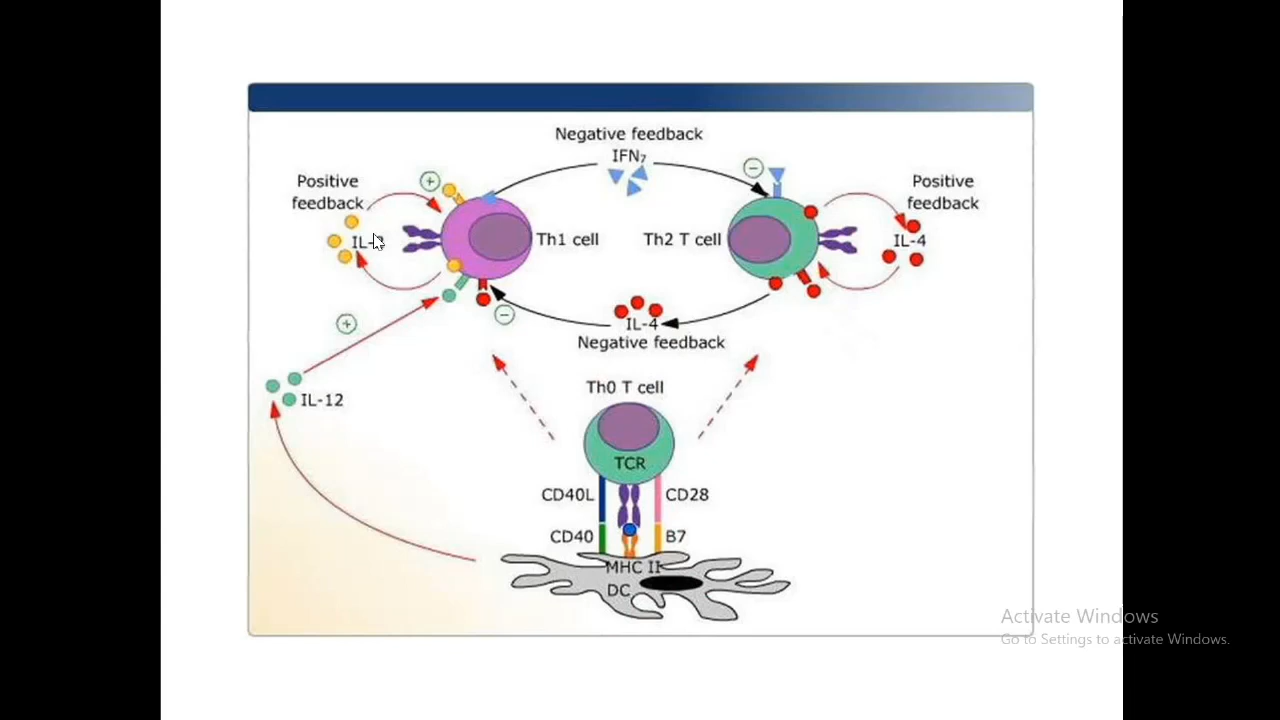 Negative feedback
IFN γ
Positive
feedback
Positive
feedback
Th1 cell
Th2 T cell
IL-4
IL-4
Negative feedback
Th0 T cell
IL-12
TCR
CD40L
CD28
CD40
B7
MHC II
DC
Activate Windows
Go to Settings to activate Windows.